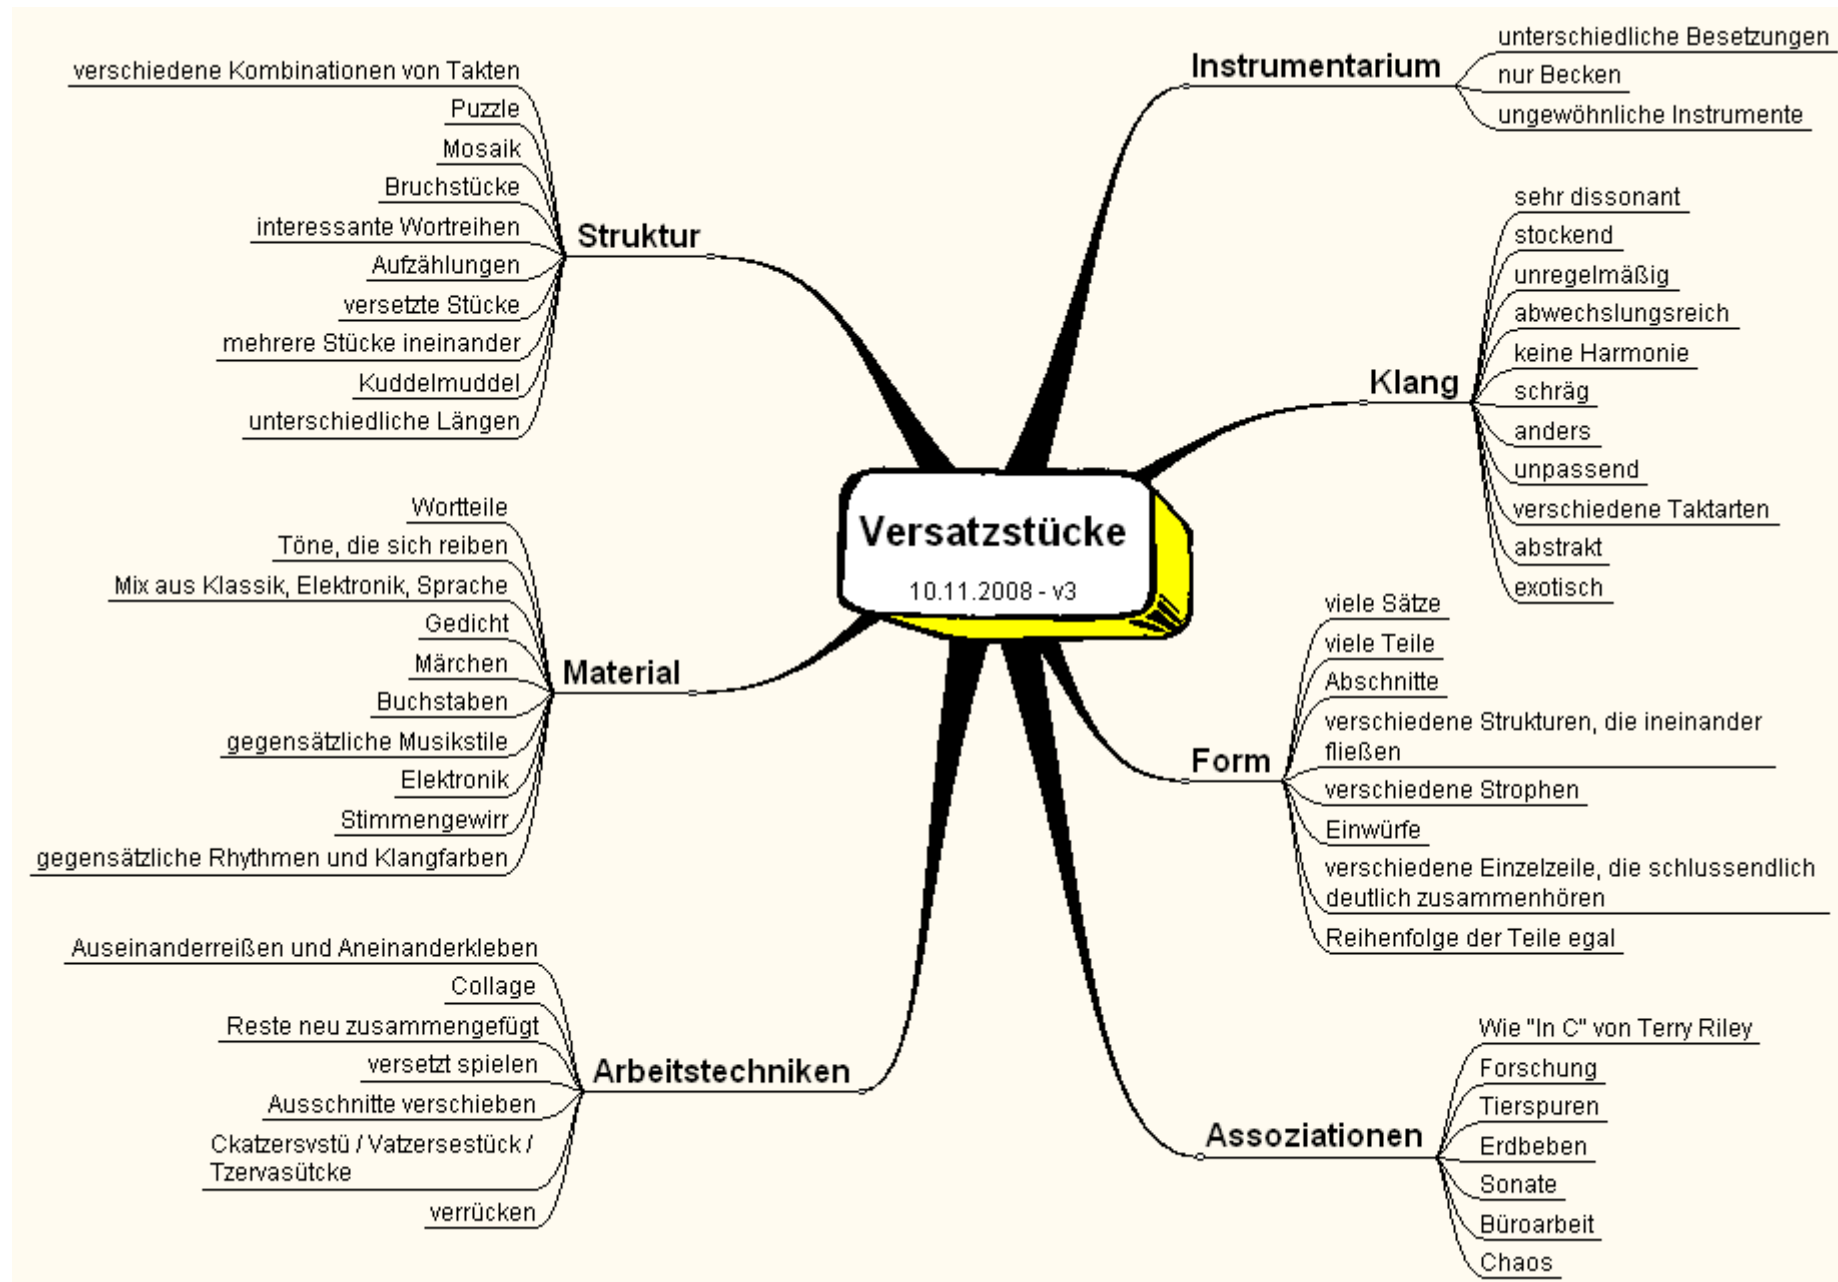 Versatzstücke
10.11.2008 - v3
Instrumentarium
unterschiedliche Besetzungen
nur Becken
ungewöhnliche Instrumente
Klang
sehr dissonant
stockend
unregelmäßig
abwechslungsreich
keine Harmonie
schräg
anders
unpassend
verschiedene Taktarten
abstrakt
exotisch
Form
viele Sätze
viele Teile
Abschnitte
verschiedene Strukturen, die ineinander
fließen
verschiedene Strophen
Einwürfe
verschiedene Einzelzeile, die schlussendlich
deutlich zusammenhören
Reihenfolge der Teile egal
Assoziationen
Wie "In C" von Terry Riley
Forschung
Tierspuren
Erdbeben
Sonate
Büroarbeit
Chaos
Struktur
verschiedene Kombinationen von Takten
Puzzle
Mosaik
Bruchstücke
interessante Wortreihen
Aufzählungen
versetzte Stücke
mehrere Stücke ineinander
Kuddelmuddel
unterschiedliche Längen
Material
Wortteile
Töne, die sich reiben
Mix aus Klassik, Elektronik, Sprache
Gedicht
Märchen
Buchstaben
gegensätzliche Musikstile
Elektronik
Stimmengewirr
gegensätzliche Rhythmen und Klangfarben
Arbeitstechniken
Auseinanderreißen und Aneinanderkleben
Collage
Reste neu zusammengefügt
versetzt spielen
Ausschnitte verschieben
Ckatzersvstü / Vatzersestück /
Tzervasütcke
verrücken